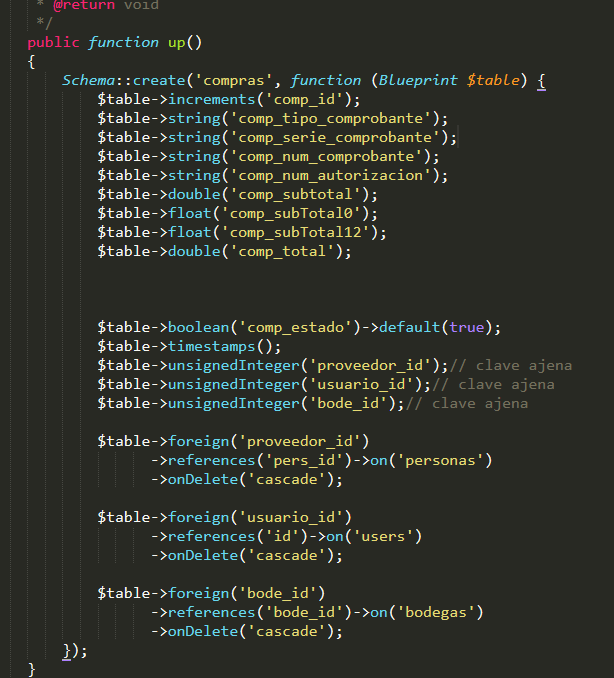 * @return void
*/
public function up()
{
Schema::create('compras', function (Blueprint $table) {
$table->increments('comp_id');
$table->string('comp_tipo_comprobante');
$table->string('comp_serie_comprobante');
$table->string('comp_num_comprobante');
$table->string('comp_num_autorizacion');
$table->double('comp_subtotal');
$table->float('comp_subTotal0');
$table->float('comp_subTotal12');
$table->double('comp_total');
$table->boolean('comp_estado')->default(true);
$table->timestamps();
$table->unsignedInteger('proveedor_id');// clave ajena
$table->unsignedInteger('usuario_id');// clave ajena
$table->unsignedInteger('bode_id');// clave ajena
$table->foreign('proveedor_id')
->references('pers_id')->on('personas')
->onDelete('cascade');
$table->foreign('usuario_id')
->references('id')->on('users')
->onDelete('cascade');
$table->foreign('bode_id')
->references('bode_id')->on('bodegas')
->onDelete('cascade');
});
}